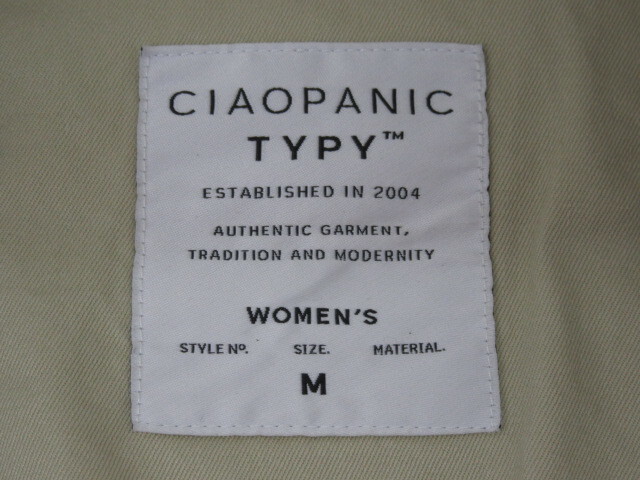 CIAOPANIC
TYPY™
ESTABLISHED IN 2004
AUTHENTIC GARMENT,
TRADITION AND MODERNITY
WOMEN'S
STYLE Nº. SIZE. MATERIAL.
M